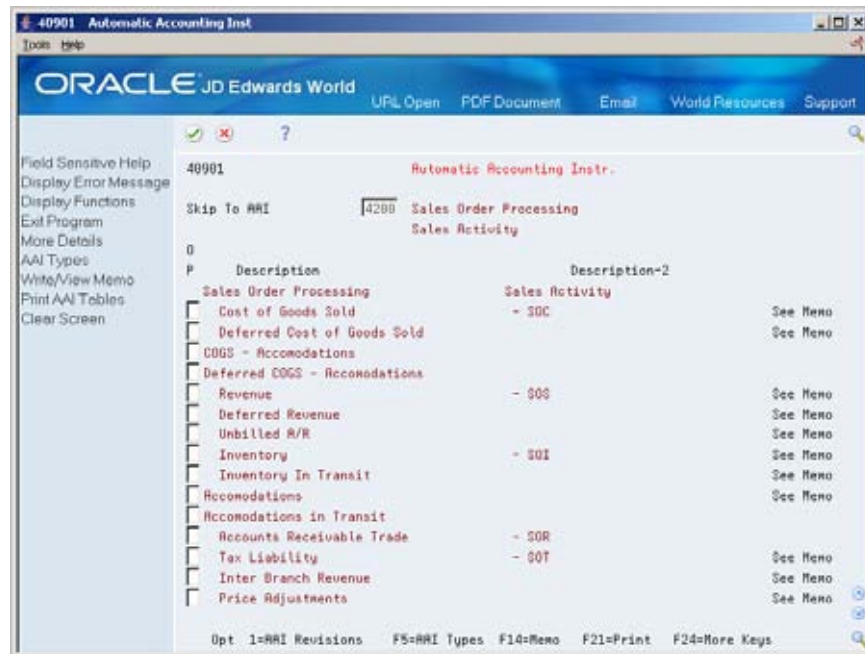 40901 Automatic Accounting Inst
Tools Help
ORACLE JD Edwards World
URL Open PDF Document Email World Resources Support
?
Field Sensitive Help
Display Error Message
Display Functions
Exit Program
More Details
AAI Types
Write/View Memo
Print AAI Tables
Clear Screen
40901 Automatic Accounting Instr.
Skip To AAI 4200 Sales Order Processing
Sales Activity
O
P Description Description-2
Sales Order Processing Sales Activity
Cost of Goods Sold - SOC See Memo
Deferred Cost of Goods Sold See Memo
COGS - Accomodations
Deferred COGS - Accomodations
Revenue - SOS See Memo
Deferred Revenue See Memo
Unbilled A/R See Memo
Inventory - SOI See Memo
Inventory In Transit See Memo
Accomodations See Memo
Accomodations in Transit
Accounts Receivable Trade - SOR
Tax Liability - SOT See Memo
Inter Branch Revenue See Memo
Price Adjustments See Memo
Opt 1=AAI Revisions F5=AAI Types F14=Memo F21=Print F24=More Keys